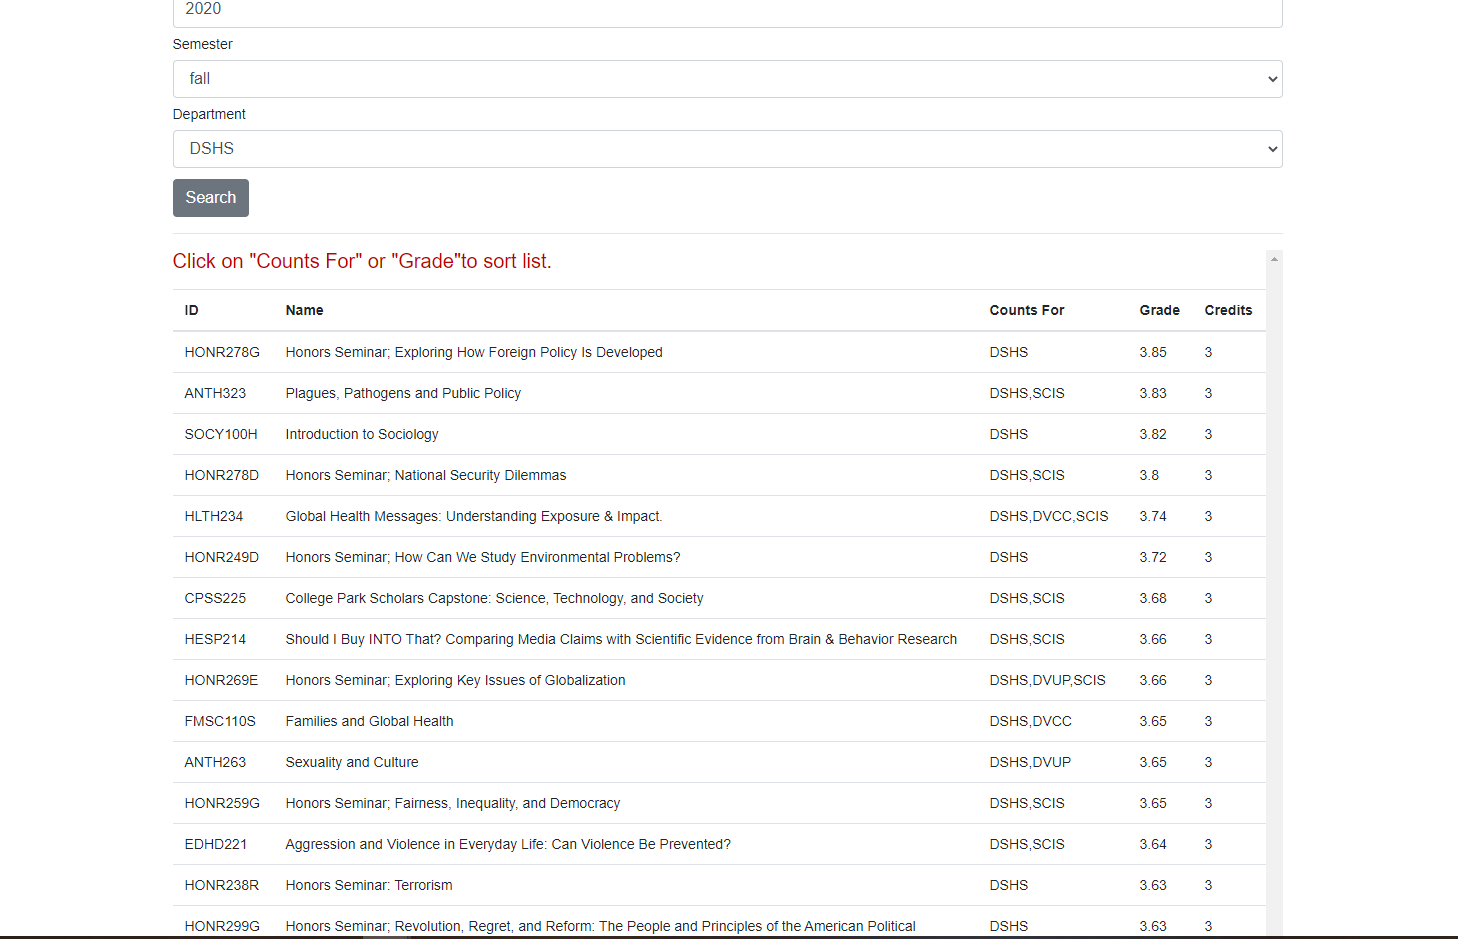 2020
Semester
fall
Department
DSHS
Search
Click on "Counts For" or "Grade"to sort list.
ID Name Counts For Grade Credits
HONR278G Honors Seminar; Exploring How Foreign Policy Is Developed DSHS 3.85 3
ANTH323 Plagues, Pathogens and Public Policy DSHS,SCIS 3.83 3
SOCY100H Introduction to Sociology DSHS 3.82 3
HONR278D Honors Seminar; National Security Dilemmas DSHS,SCIS 3.8 3
HLTH234 Global Health Messages: Understanding Exposure & Impact. DSHS,DVCC,SCIS 3.74 3
HONR249D Honors Seminar; How Can We Study Environmental Problems? DSHS 3.72 3
CPSS225 College Park Scholars Capstone: Science, Technology, and Society DSHS,SCIS 3.68 3
HESP214 Should I Buy INTO That? Comparing Media Claims with Scientific Evidence from Brain & Behavior Research DSHS,SCIS 3.66 3
HONR269E Honors Seminar; Exploring Key Issues of Globalization DSHS,DVUP,SCIS 3.66 3
FMSC110S Families and Global Health DSHS,DVCC 3.65 3
ANTH263 Sexuality and Culture DSHS,DVUP 3.65 3
HONR259G Honors Seminar; Fairness, Inequality, and Democracy DSHS,SCIS 3.65 3
EDHD221 Aggression and Violence in Everyday Life: Can Violence Be Prevented? DSHS,SCIS 3.64 3
HONR238R Honors Seminar: Terrorism DSHS 3.63 3
HONR299G Honors Seminar; Revolution, Regret, and Reform: The People and Principles of the American Political DSHS 3.63 3